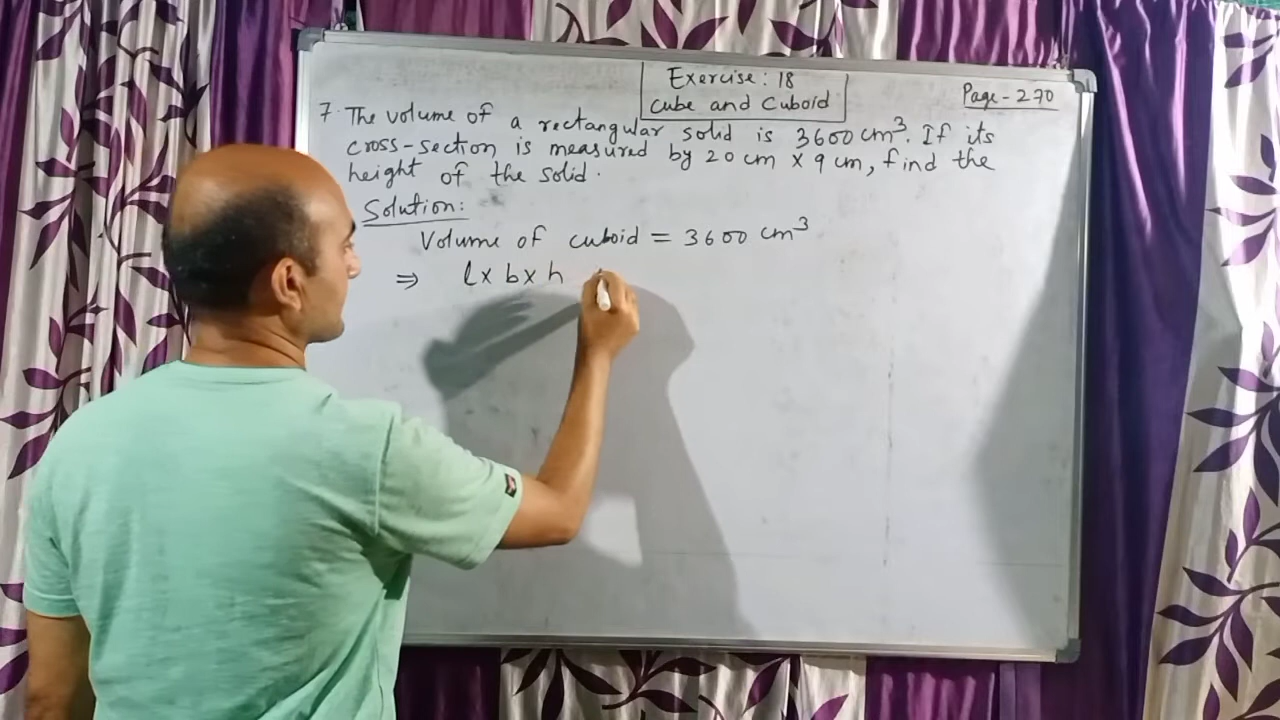 Exercise: 18
Cube and Cuboid
Page-270
7. The volume of a rectangular solid is 3600 cm³. If its
cross-section is measured by 20 cm x 9 cm, find the
height of the solid.
Solution:
Volume of cuboid = 3600 cm³
⇒ l x b x h